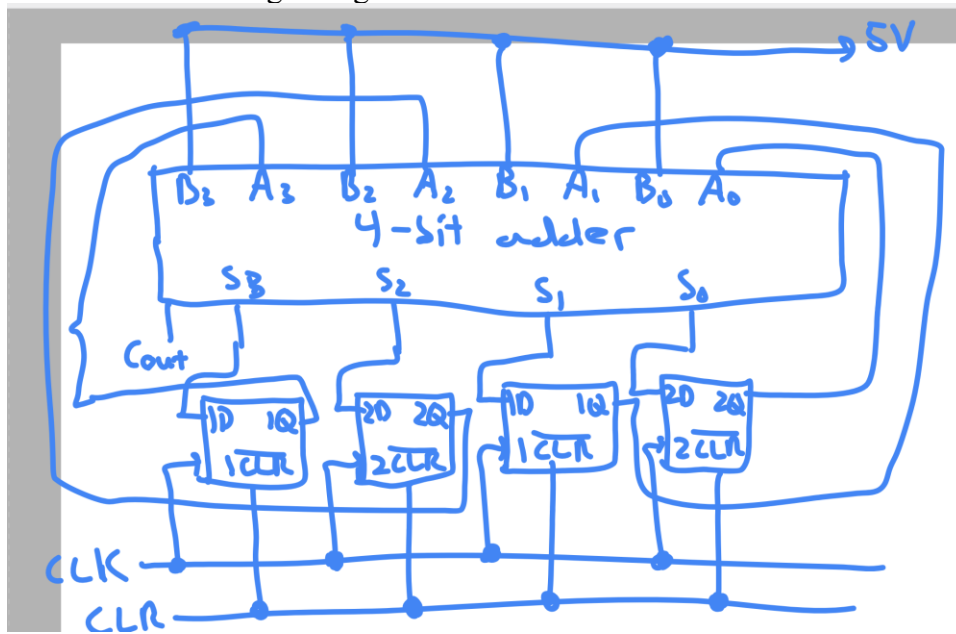 5V
B3 A3 B2 A2 B1 A1 B0 A0
4-bit adder
S3 S2 S1 S0
Cout
1D 1Q 2D 2Q 1D 1Q 2D 2Q
1CLR 2CLR 1CLR 2CLR
CLK
CLR